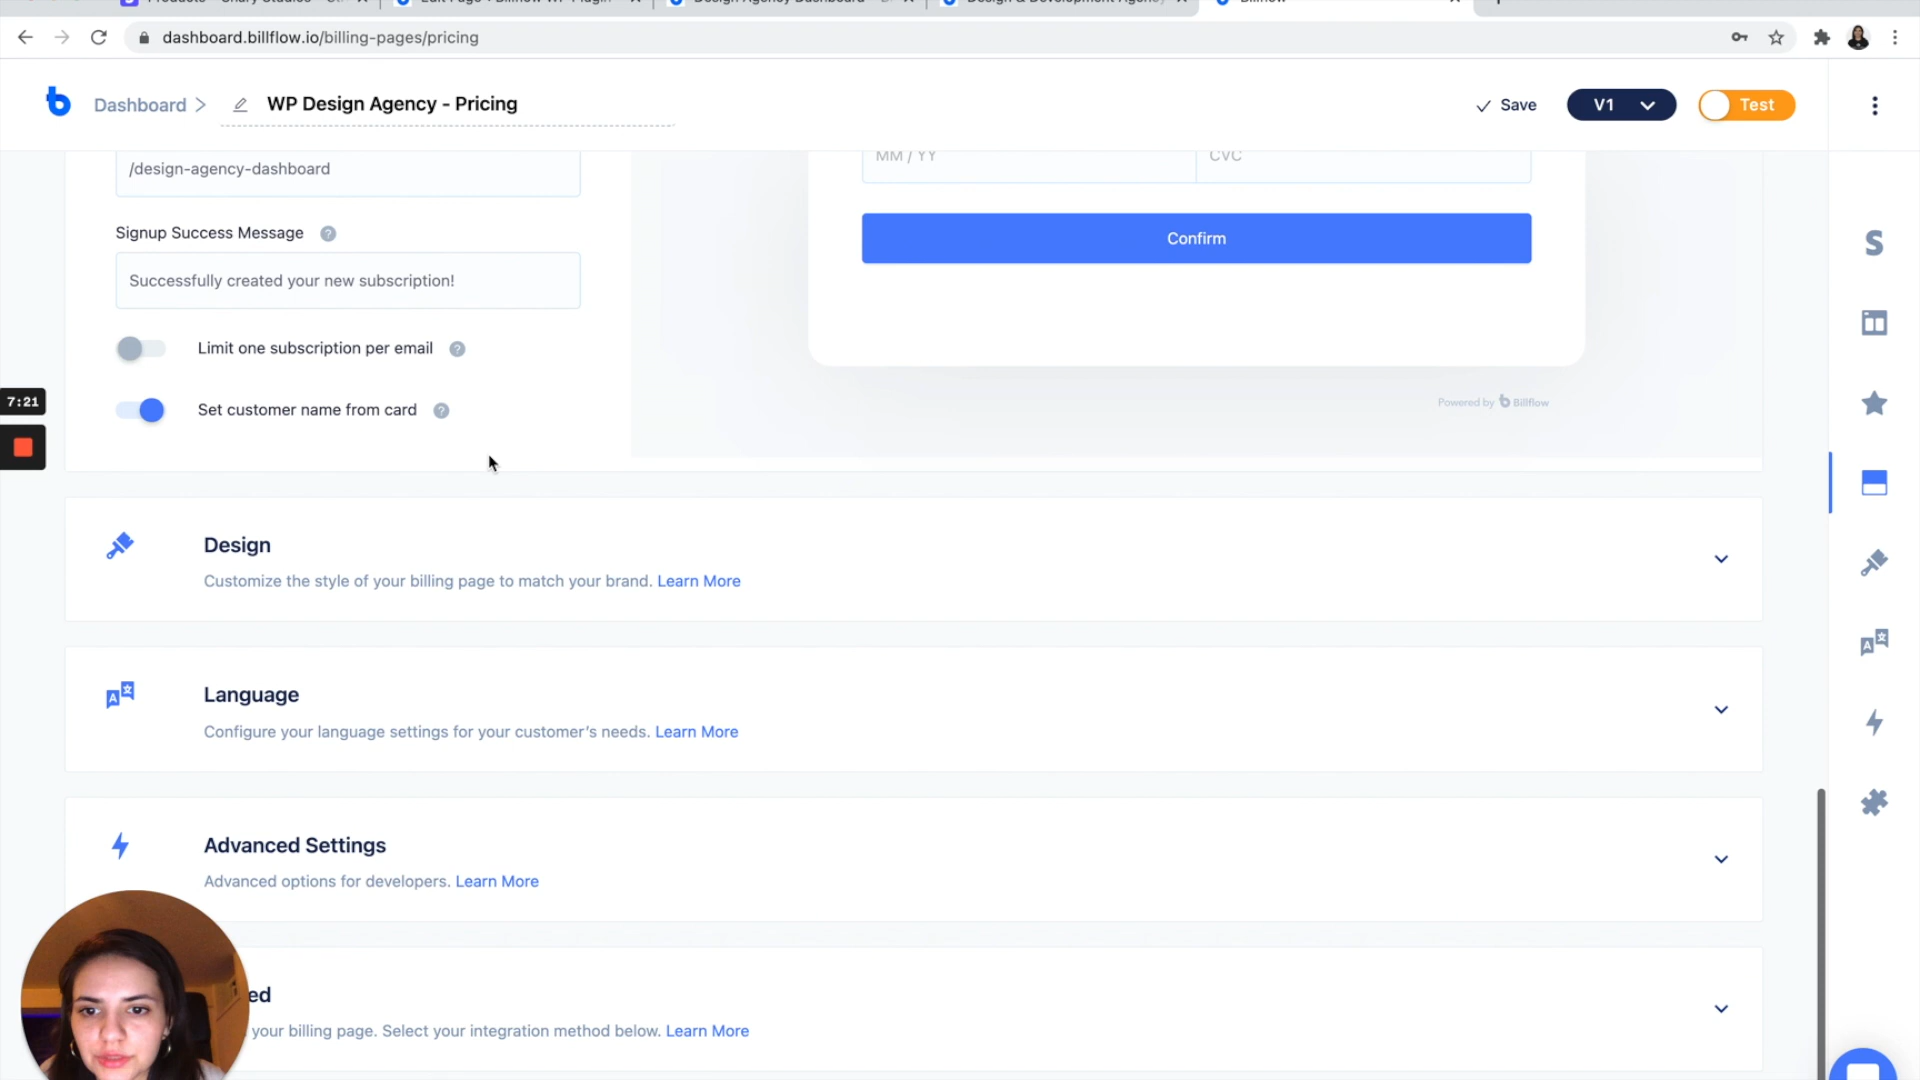 dashboard.billflow.io/billing-pages/pricing
Dashboard > WP Design Agency - Pricing
Save
V1
Test
/design-agency-dashboard
MM / YY
CVC
Signup Success Message ?
Confirm
Successfully created your new subscription!
Limit one subscription per email ?
7:21
Powered by Billflow
Set customer name from card ?
S
Design
Customize the style of your billing page to match your brand. Learn More
Language
Configure your language settings for your customer's needs. Learn More
Advanced Settings
Advanced options for developers. Learn More
ed
your billing page. Select your integration method below. Learn More